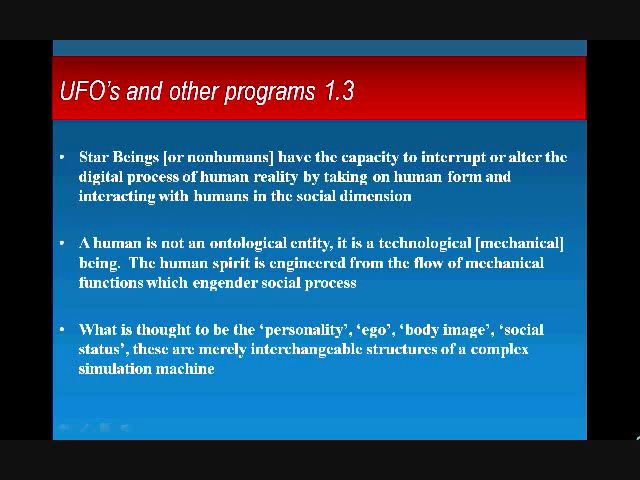 UFO's and other programs 1.3
• Star Beings [or nonhumans] have the capacity to interrupt or alter the
digital process of human reality by taking on human form and
interacting with humans in the social dimension
• A human is not an ontological entity, it is a technological [mechanical]
being.  The human spirit is engineered from the flow of mechanical
functions which engender social process
• What is thought to be the ‘personality’, ‘ego’, ‘body image’, ‘social
status’, these are merely interchangeable structures of a complex
simulation machine